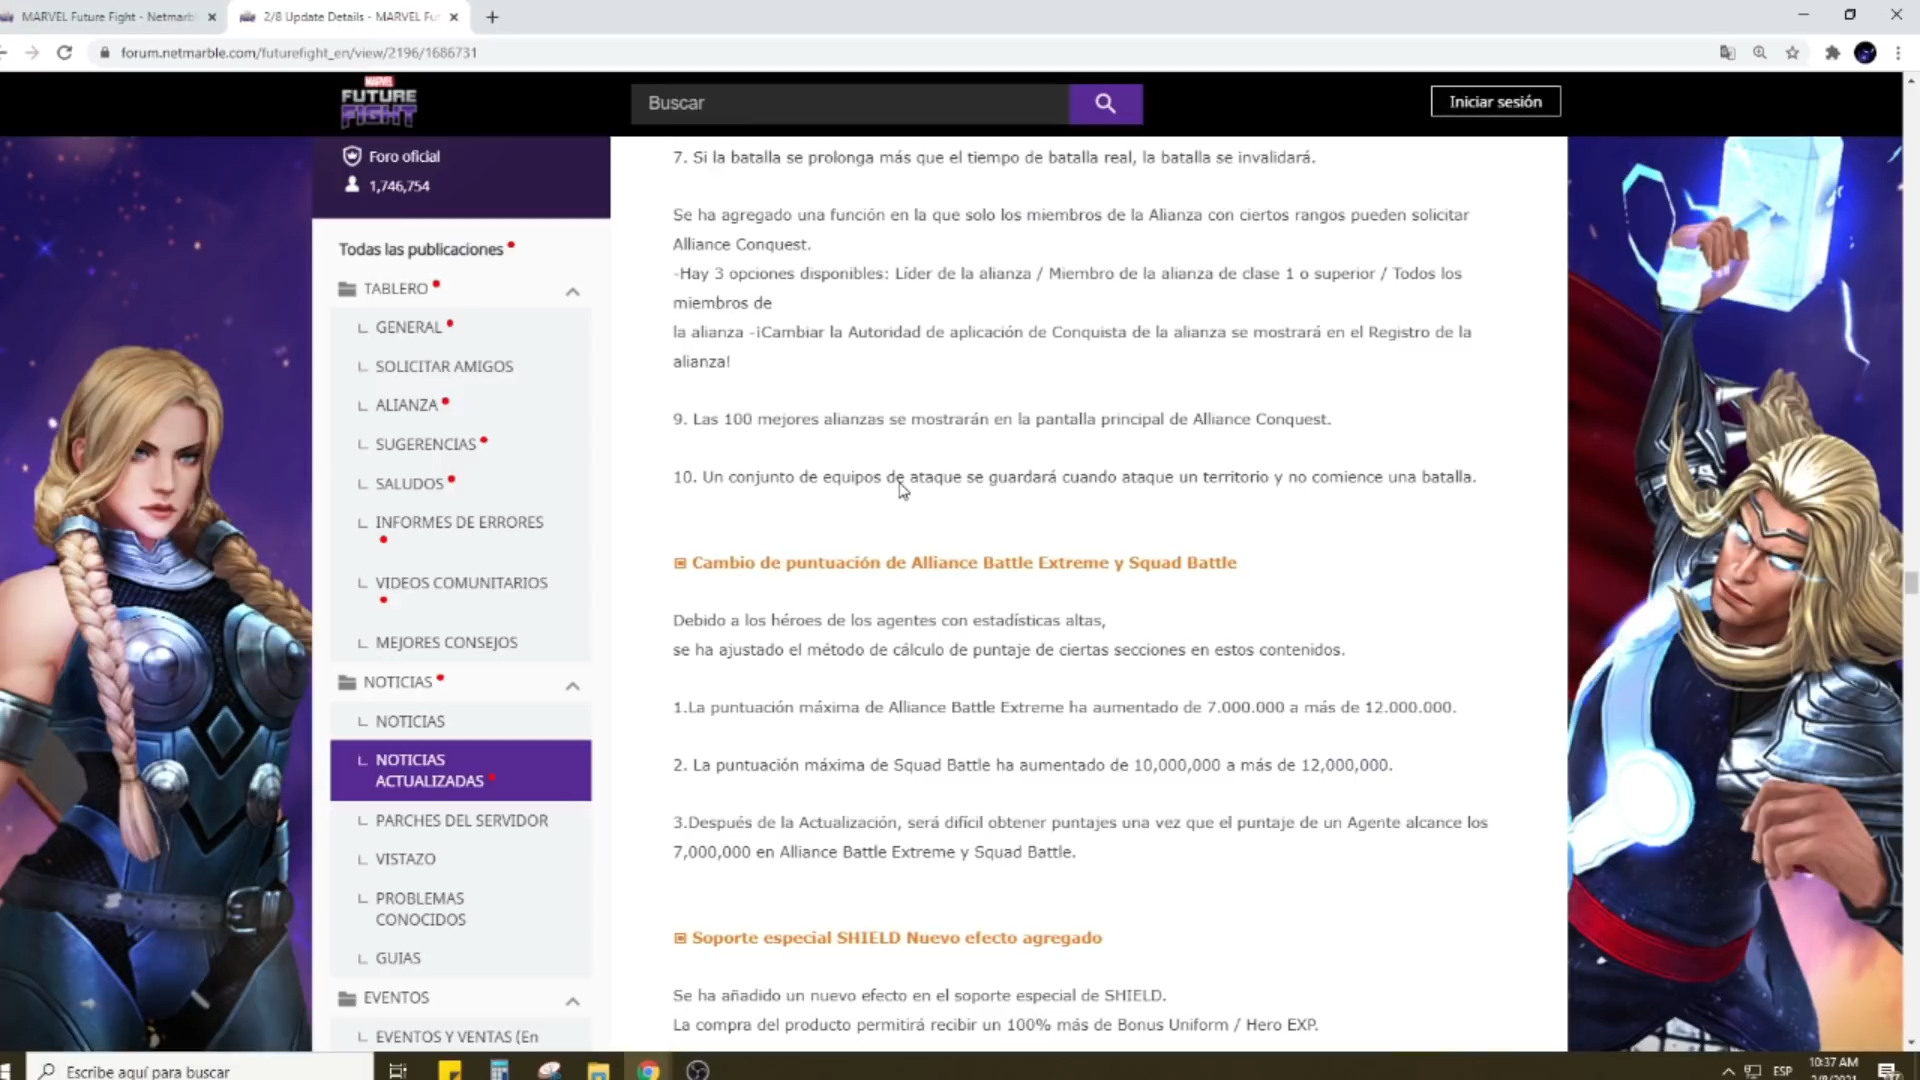 MARVEL Future Fight - Netmarb
2/8 Update Details - MARVEL Fu
forum.netmarble.com/futurefight_en/view/2196/1686731
MARVEL
FUTURE
FIGHT
Buscar
Iniciar sesión
Foro oficial
1,746,754
Todas las publicaciones
TABLERO
GENERAL
SOLICITAR AMIGOS
ALIANZA
SUGERENCIAS
SALUDOS
INFORMES DE ERRORES
VIDEOS COMUNITARIOS
MEJORES CONSEJOS
NOTICIAS
NOTICIAS
NOTICIAS
ACTUALIZADAS
PARCHES DEL SERVIDOR
VISTAZO
PROBLEMAS
CONOCIDOS
GUIAS
EVENTOS
EVENTOS Y VENTAS (En
7. Si la batalla se prolonga más que el tiempo de batalla real, la batalla se invalidará.
Se ha agregado una función en la que solo los miembros de la Alianza con ciertos rangos pueden solicitar
Alliance Conquest.
-Hay 3 opciones disponibles: Líder de la alianza / Miembro de la alianza de clase 1 o superior / Todos los
miembros de
la alianza -¡Cambiar la Autoridad de aplicación de Conquista de la alianza se mostrará en el Registro de la
alianza!
9. Las 100 mejores alianzas se mostrarán en la pantalla principal de Alliance Conquest.
10. Un conjunto de equipos de ataque se guardará cuando ataque un territorio y no comience una batalla.
▣ Cambio de puntuación de Alliance Battle Extreme y Squad Battle
Debido a los héroes de los agentes con estadísticas altas,
se ha ajustado el método de cálculo de puntaje de ciertas secciones en estos contenidos.
1.La puntuación máxima de Alliance Battle Extreme ha aumentado de 7.000.000 a más de 12.000.000.
2. La puntuación máxima de Squad Battle ha aumentado de 10,000,000 a más de 12,000,000.
3.Después de la Actualización, será difícil obtener puntajes una vez que el puntaje de un Agente alcance los
7,000,000 en Alliance Battle Extreme y Squad Battle.
▣ Soporte especial SHIELD Nuevo efecto agregado
Se ha añadido un nuevo efecto en el soporte especial de SHIELD.
La compra del producto permitirá recibir un 100% más de Bonus Uniform / Hero EXP.
Escribe aquí para buscar
ESP
10:37 AM